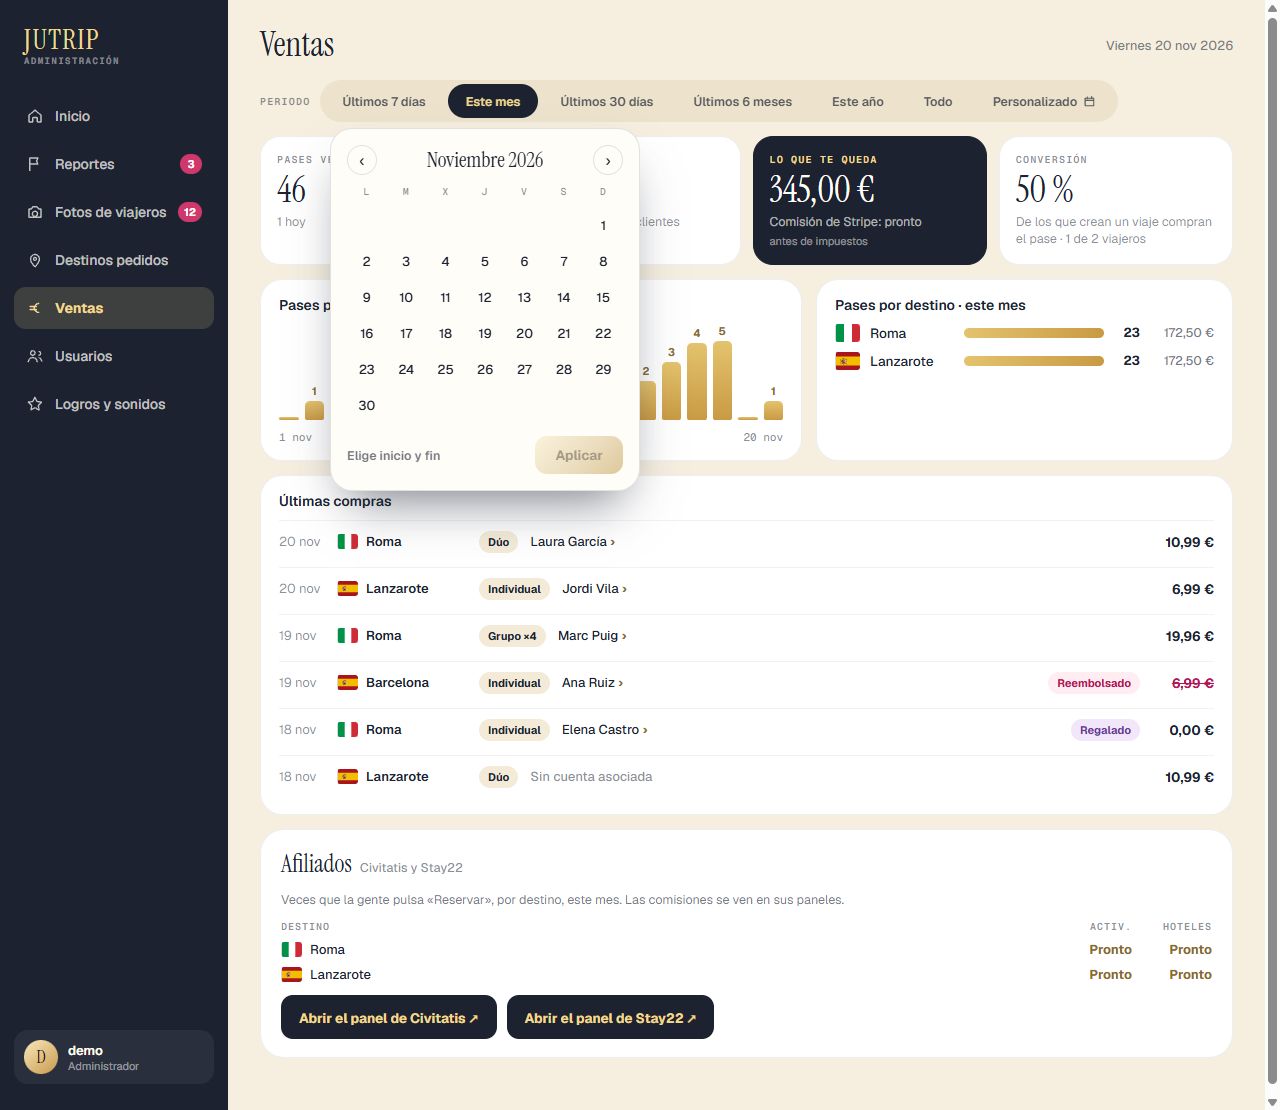 JUTRIP
ADMINISTRACIÓN
Inicio
Reportes 3
Fotos de viajeros 12
Destinos pedidos
Ventas
Usuarios
Logros y sonidos
D demo
Administrador
Ventas
Viernes 20 nov 2026
PERIODO Últimos 7 días Este mes Últimos 30 días Últimos 6 meses Este año Todo Personalizado
PASES
46
1 hoy
‹ Noviembre 2026 ›
L M X J V S D
1
2 3 4 5 6 7 8
9 10 11 12 13 14 15
16 17 18 19 20 21 22
23 24 25 26 27 28 29
30
Elige inicio y fin Aplicar
clientes
LO QUE TE QUEDA
345,00 €
Comisión de Stripe: pronto
antes de impuestos
CONVERSIÓN
50 %
De los que crean un viaje compran
el pase · 1 de 2 viajeros
Pases
1 2 3 4 5 1
1 nov 20 nov
Pases por destino · este mes
Roma 23 172,50 €
Lanzarote 23 172,50 €
Últimas compras
20 nov Roma Dúo Laura García › 10,99 €
20 nov Lanzarote Individual Jordi Vila › 6,99 €
19 nov Roma Grupo ×4 Marc Puig › 19,96 €
19 nov Barcelona Individual Ana Ruiz › Reembolsado 6,99 €
18 nov Roma Individual Elena Castro › Regalado 0,00 €
18 nov Lanzarote Dúo Sin cuenta asociada 10,99 €
Afiliados Civitatis y Stay22
Veces que la gente pulsa «Reservar», por destino, este mes. Las comisiones se ven en sus paneles.
DESTINO ACTIV. HOTELES
Roma Pronto Pronto
Lanzarote Pronto Pronto
Abrir el panel de Civitatis ↗ Abrir el panel de Stay22 ↗